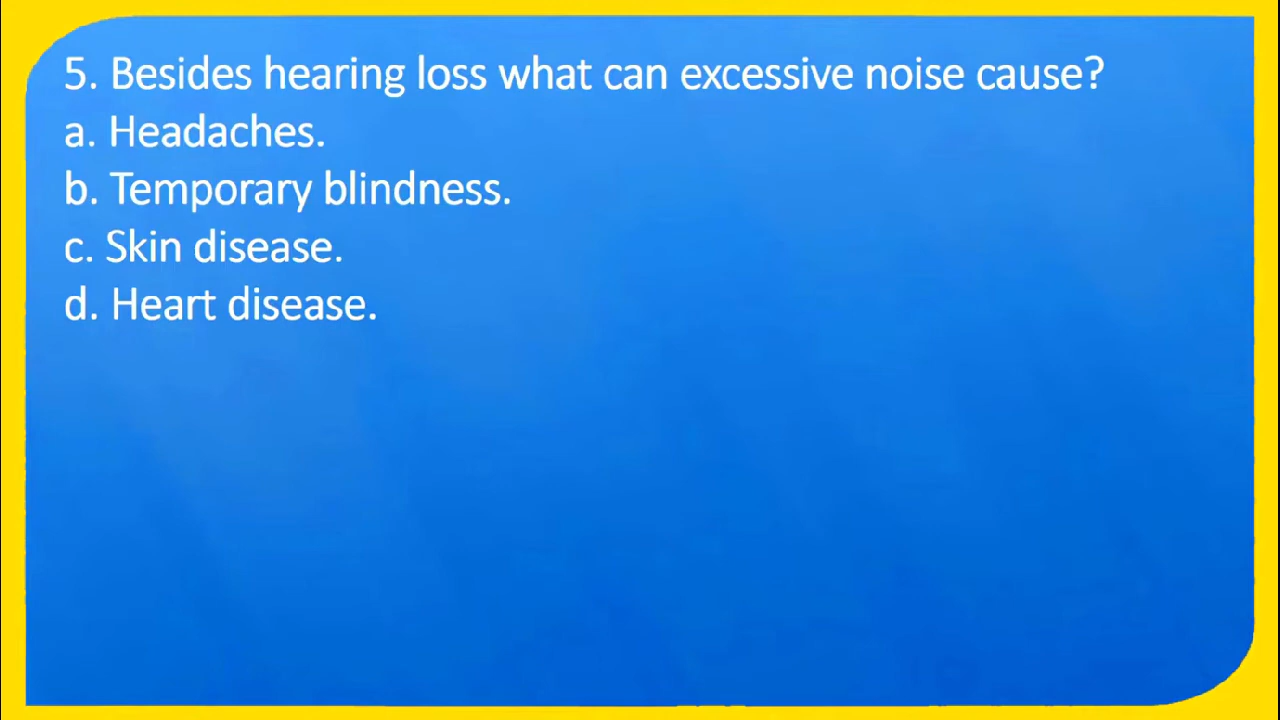 5. Besides hearing loss what can excessive noise cause?
a. Headaches.
b. Temporary blindness.
c. Skin disease.
d. Heart disease.